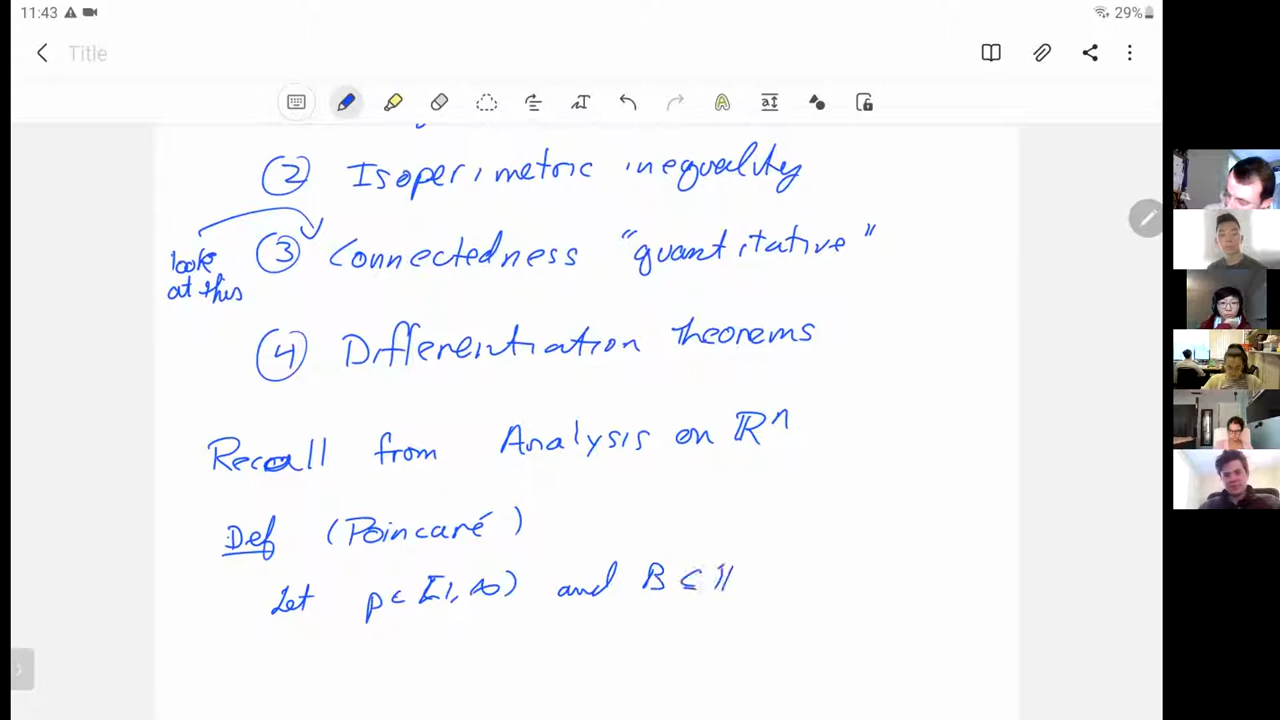 11:43
29%
Title
② Isoperimetric inequality
look at this
③ Connectedness "quantitative"
④ Differentiation theorems
Recall from Analysis on ℝⁿ
Def (Poincaré)
Let p ∈ [1, ∞) and B ⊆